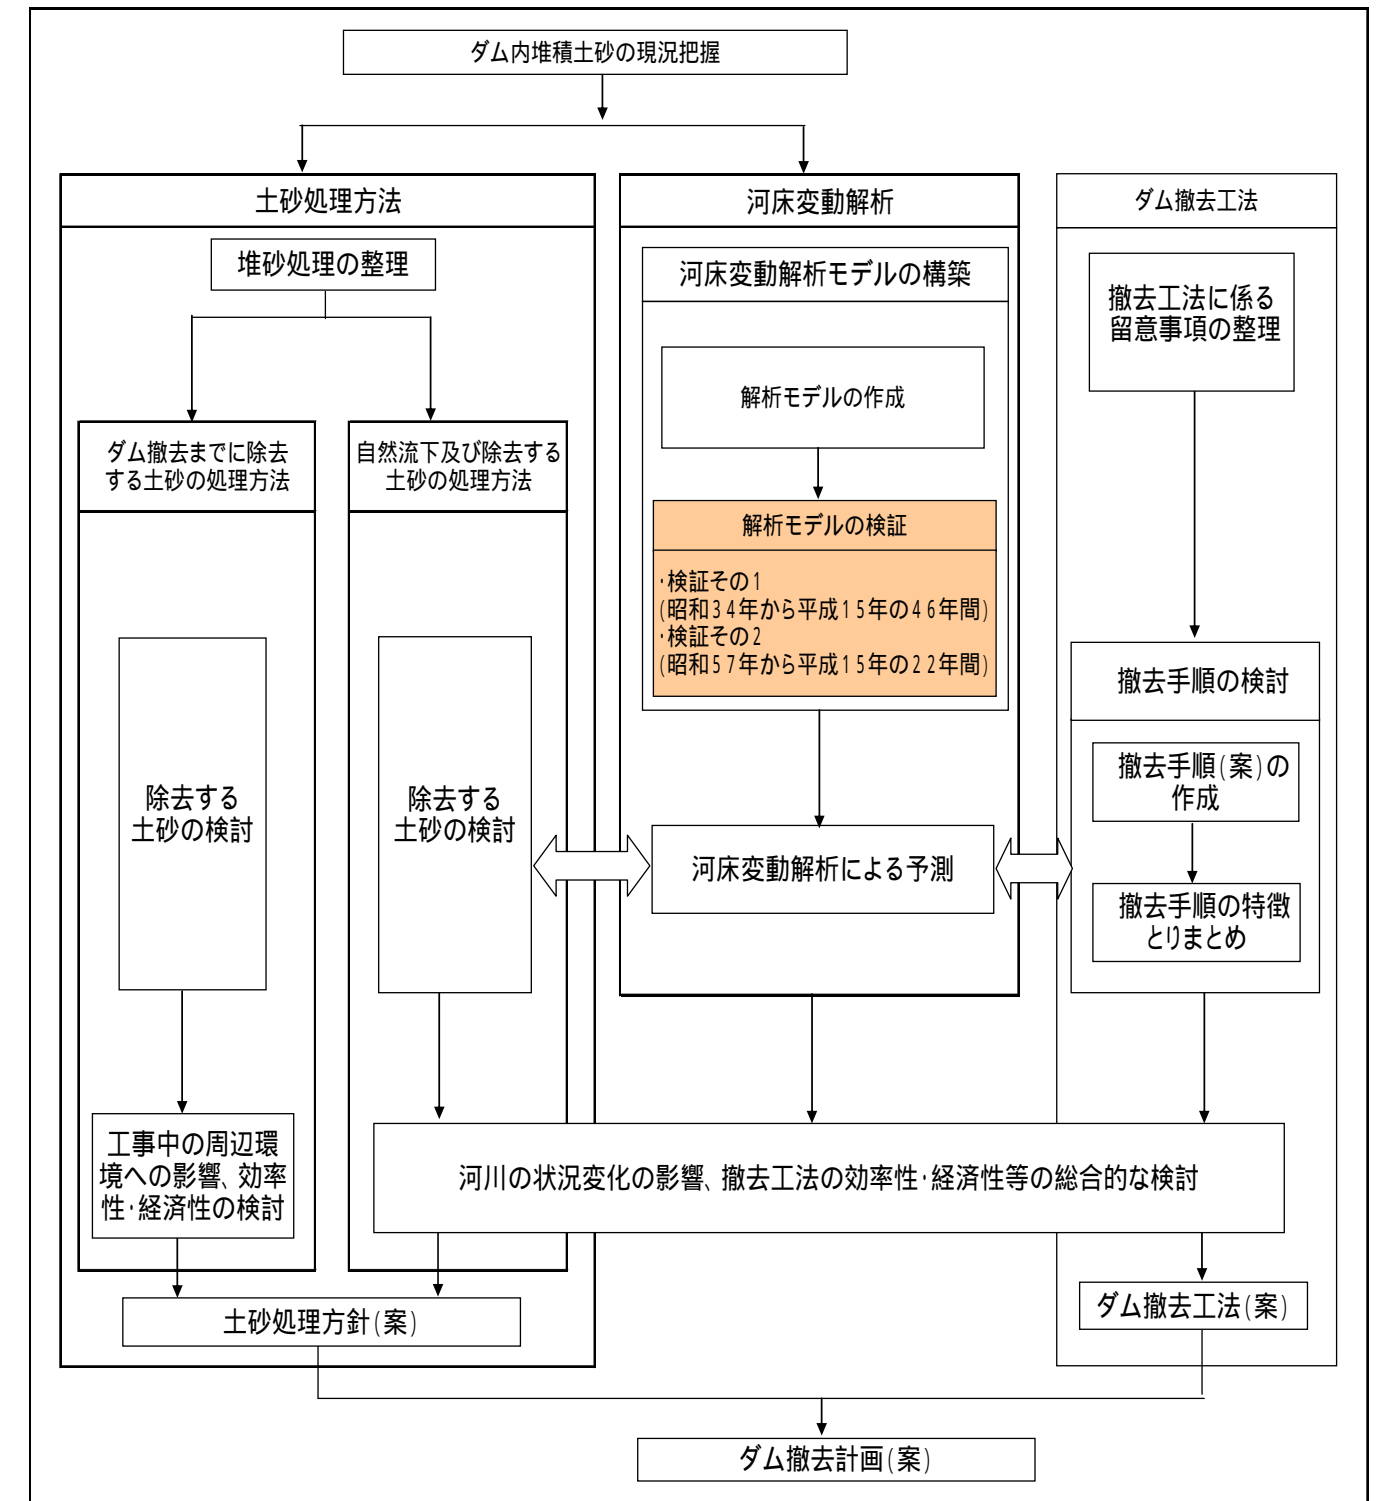 ダム内堆積土砂の現況把握
土砂処理方法
堆砂処理の整理
ダム撤去までに除去
する土砂の処理方法
除去する
土砂の検討
工事中の周辺環
境への影響、効率
性・経済性の検討
自然流下及び除去する
土砂の処理方法
除去する
土砂の検討
河床変動解析
河床変動解析モデルの構築
解析モデルの作成
解析モデルの検証
・検証その1
(昭和34年から平成15年の46年間)
・検証その2
(昭和57年から平成15年の22年間)
河床変動解析による予測
ダム撤去工法
撤去工法に係る
留意事項の整理
撤去手順の検討
撤去手順(案)の
作成
撤去手順の特徴
とりまとめ
河川の状況変化の影響、撤去工法の効率性・経済性等の総合的な検討
土砂処理方針(案)
ダム撤去工法(案)
ダム撤去計画(案)